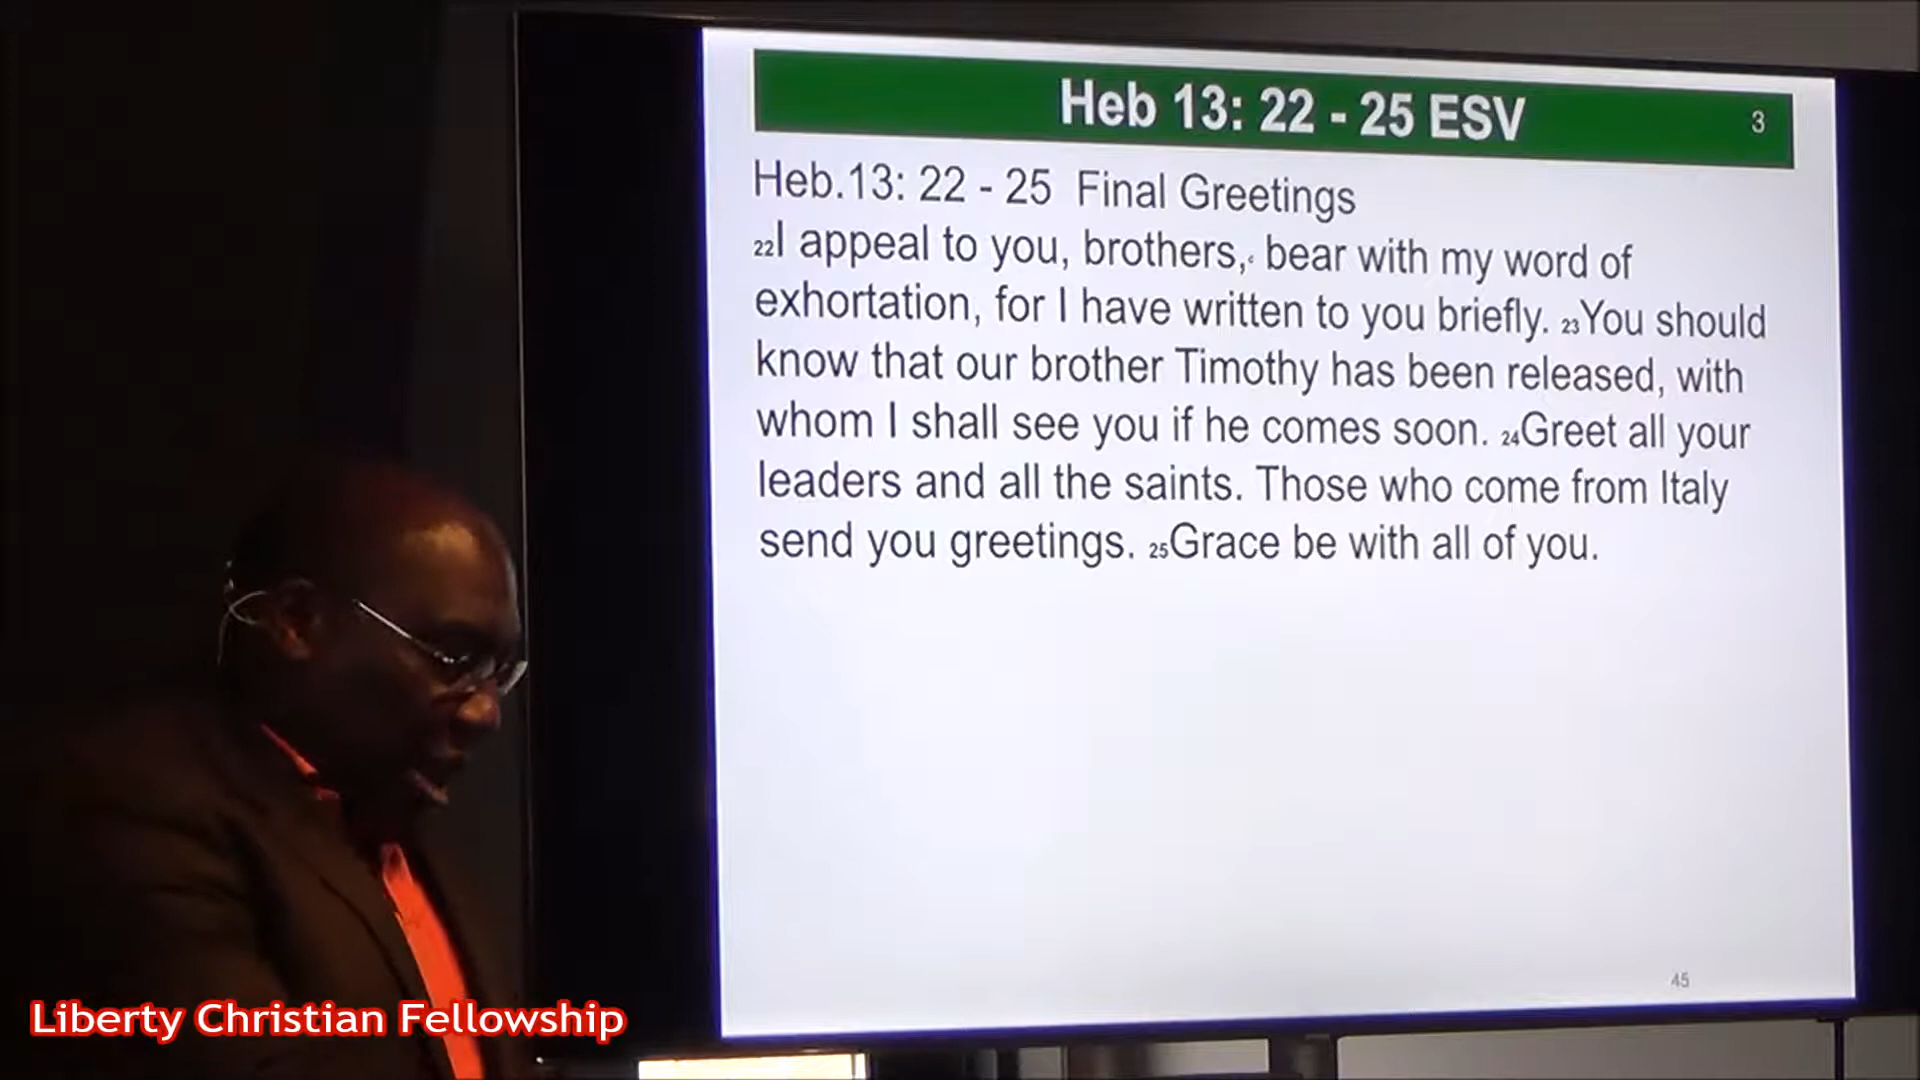 Heb 13: 22 - 25 ESV
3
Heb.13: 22 - 25 Final Greetings
22I appeal to you, brothers,c bear with my word of
exhortation, for I have written to you briefly. 23You should
know that our brother Timothy has been released, with
whom I shall see you if he comes soon. 24Greet all your
leaders and all the saints. Those who come from Italy
send you greetings. 25Grace be with all of you.
45
Liberty Christian Fellowship